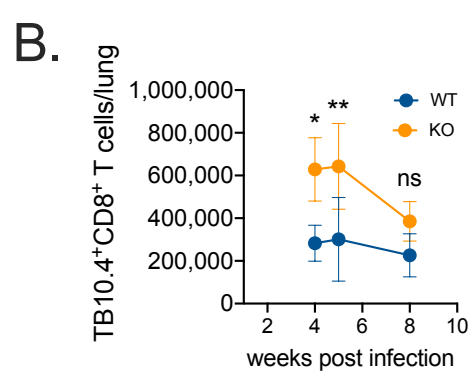 B.
TB10.4⁺CD8⁺ T cells/lung
1,000,000
800,000
600,000
400,000
200,000
0
* ** ns
WT
KO
2 4 6 8 10
weeks post infection